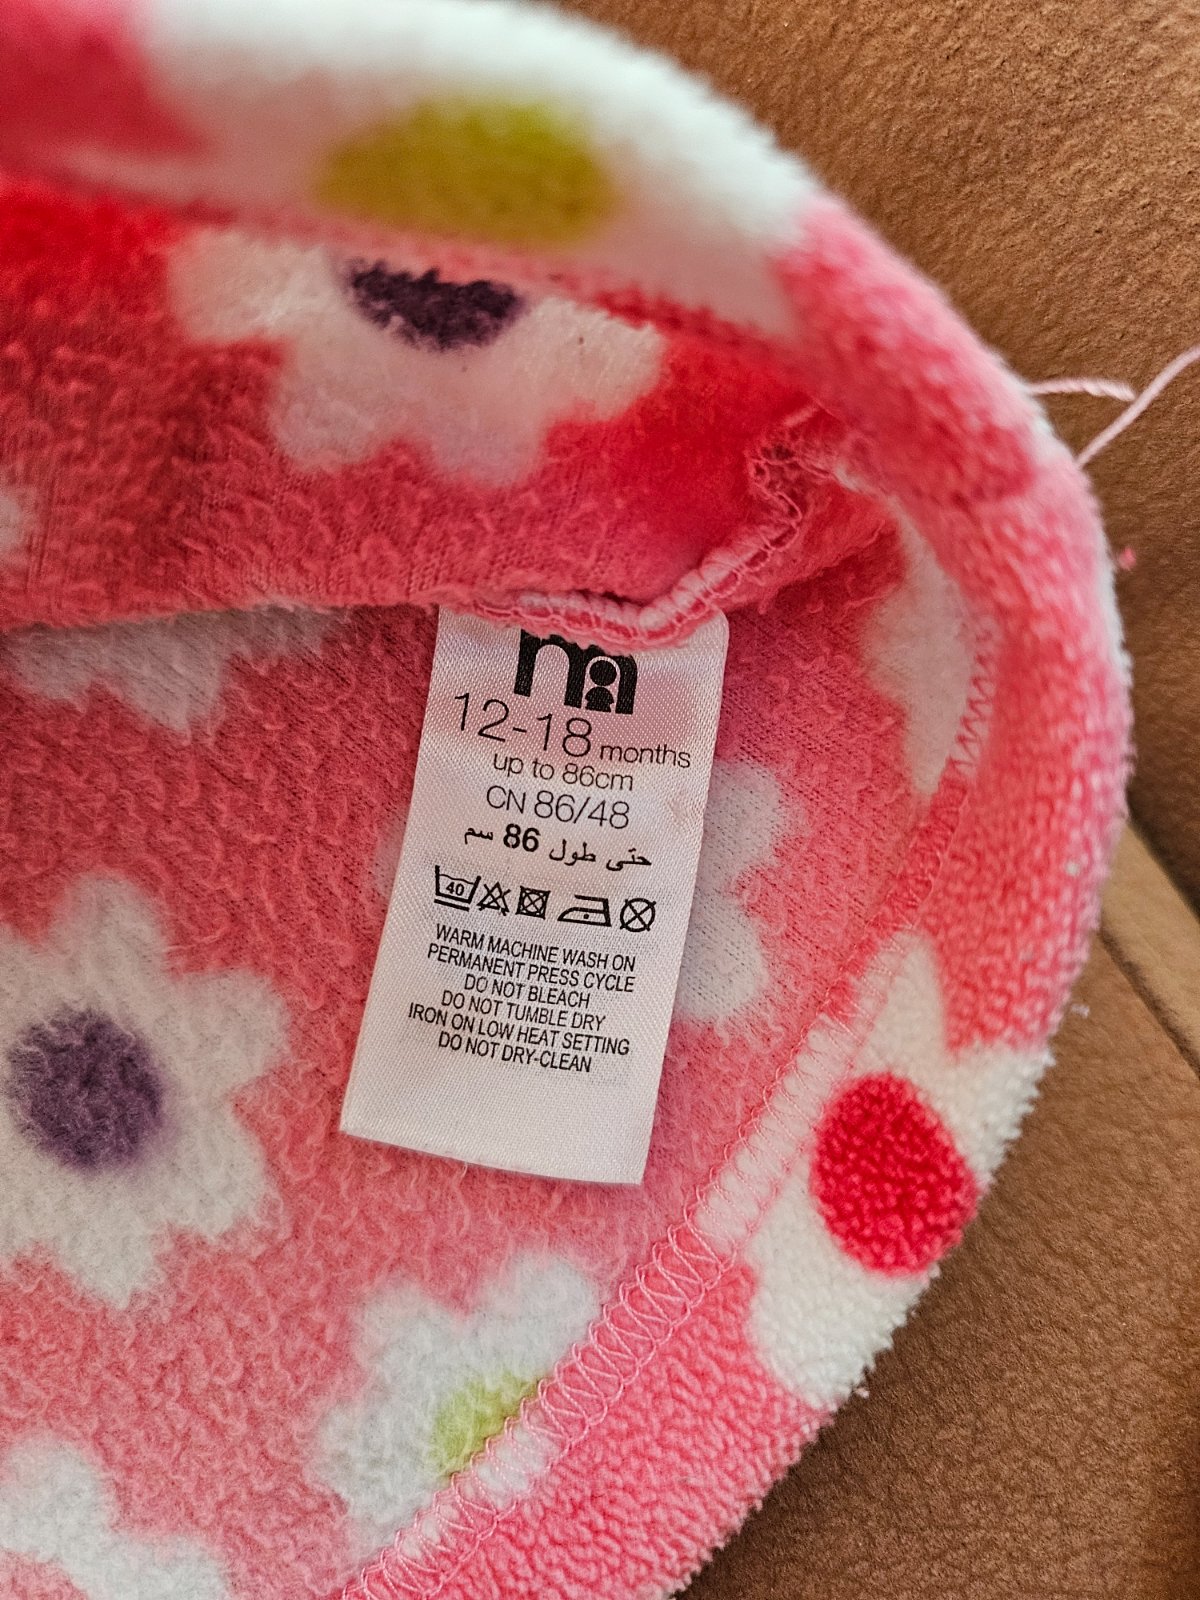 m
12-18 months
up to 86cm
CN 86/48
حتى طول 86 سم
40
WARM MACHINE WASH ON
PERMANENT PRESS CYCLE
DO NOT BLEACH
DO NOT TUMBLE DRY
IRON ON LOW HEAT SETTING
DO NOT DRY-CLEAN